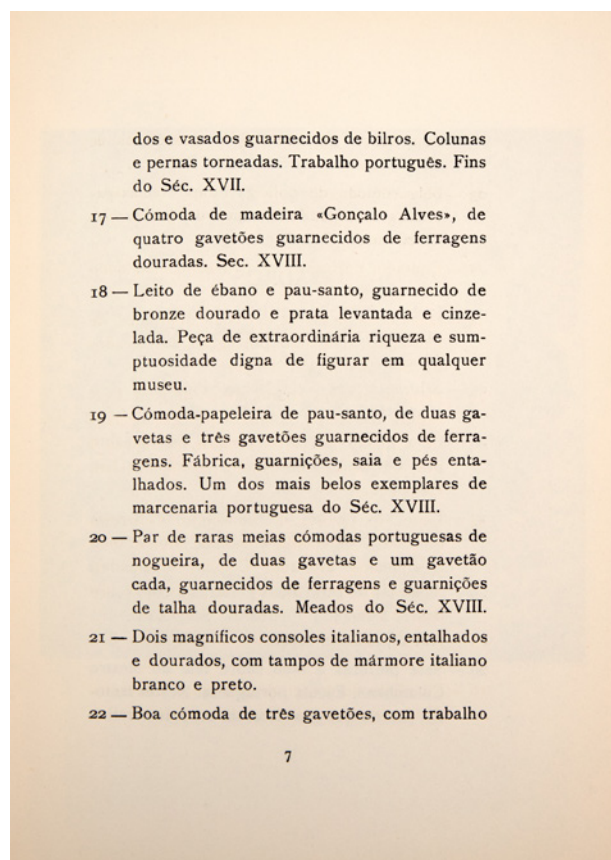 dos e vasados guarnecidos de bilros. Colunas
e pernas torneadas. Trabalho português. Fins
do Séc. XVII.
17 — Cómoda de madeira «Gonçalo Alves», de
quatro gavetões guarnecidos de ferragens
douradas. Sec. XVIII.
18 — Leito de ébano e pau-santo, guarnecido de
bronze dourado e prata levantada e cinze-
lada. Peça de extraordinária riqueza e sum-
ptuosidade digna de figurar em qualquer
museu.
19 — Cómoda-papeleira de pau-santo, de duas ga-
vetas e três gavetões guarnecidos de ferra-
gens. Fábrica, guarnições, saia e pés enta-
lhados. Um dos mais belos exemplares de
marcenaria portuguesa do Séc. XVIII.
20 — Par de raras meias cómodas portuguesas de
nogueira, de duas gavetas e um gavetão
cada, guarnecidos de ferragens e guarnições
de talha douradas. Meados do Séc. XVIII.
21 — Dois magníficos consoles italianos, entalhados
e dourados, com tampos de mármore italiano
branco e preto.
22 — Boa cómoda de três gavetões, com trabalho
7